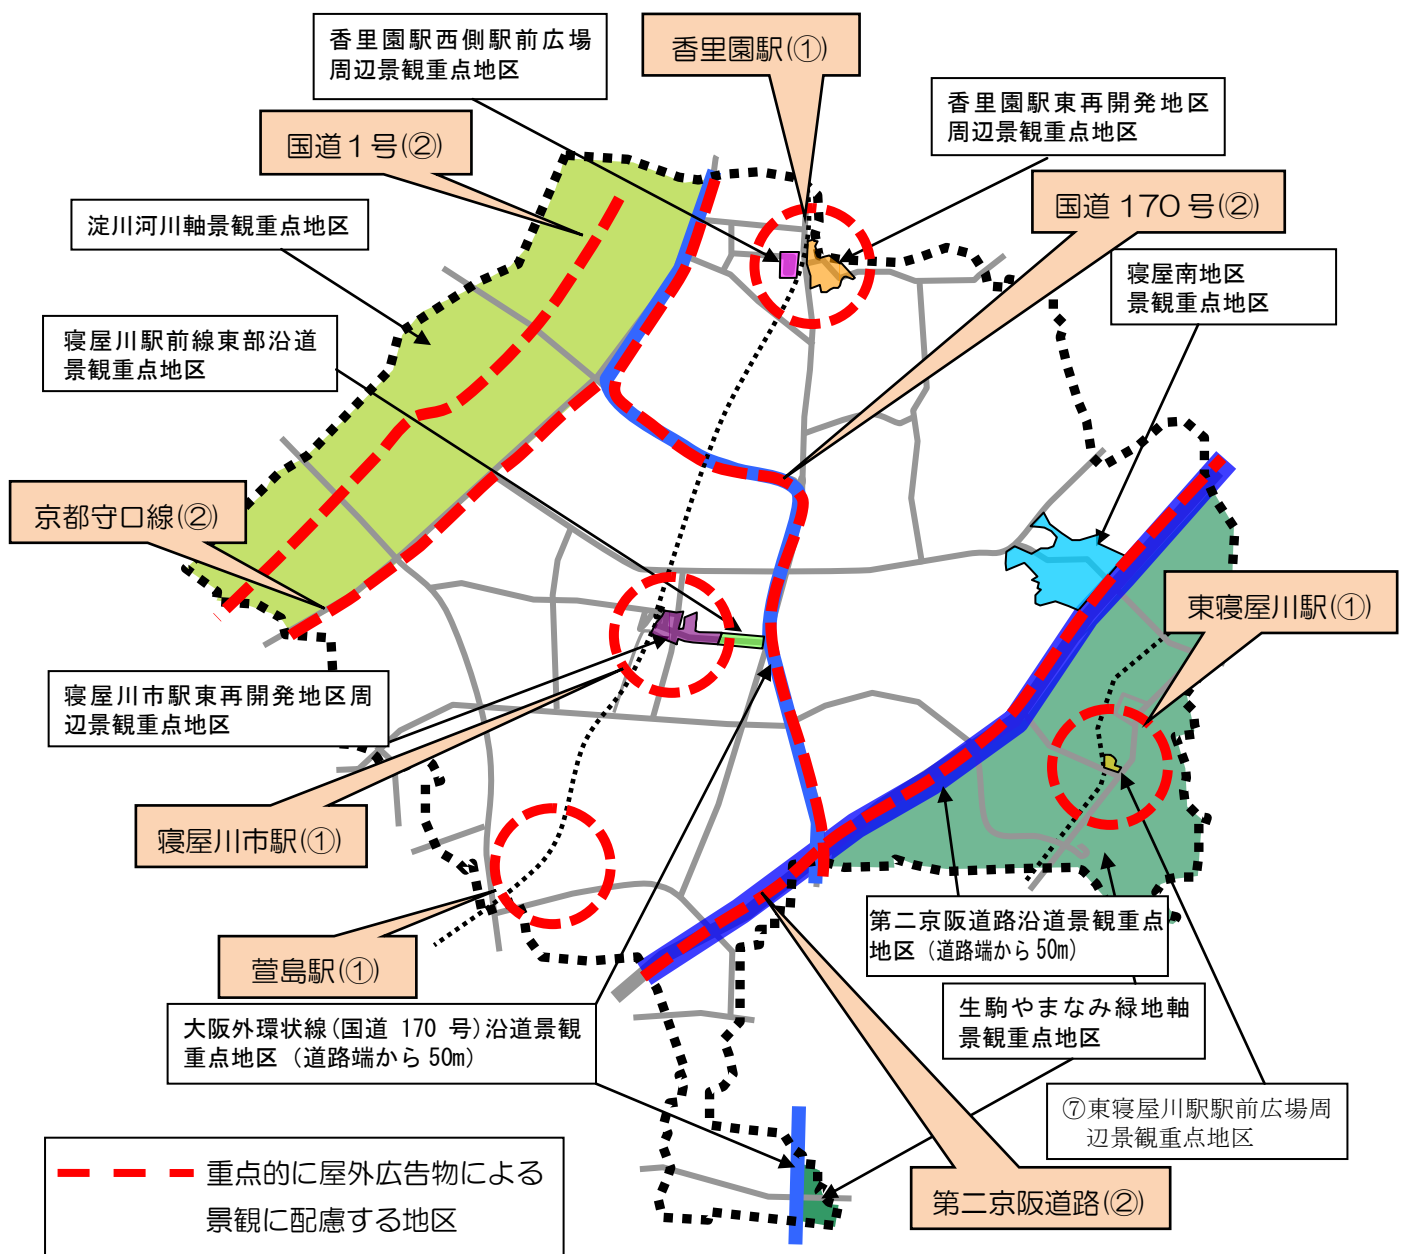 香里園駅西側駅前広場
周辺景観重点地区
香里園駅(①)
香里園駅東再開発地区
周辺景観重点地区
国道１号(②)
国道 170 号(②)
淀川河川軸景観重点地区
寝屋南地区
景観重点地区
寝屋川駅前線東部沿道
景観重点地区
京都守口線(②)
東寝屋川駅(①)
寝屋川市駅東再開発地区周
辺景観重点地区
寝屋川市駅(①)
第二京阪道路沿道景観重点
地区（道路端から 50m）
萱島駅(①)
生駒やまなみ緑地軸
景観重点地区
大阪外環状線(国道 170 号)沿道景観
重点地区（道路端から 50m）
⑦東寝屋川駅駅前広場周
辺景観重点地区
第二京阪道路(②)
重点的に屋外広告物による
景観に配慮する地区